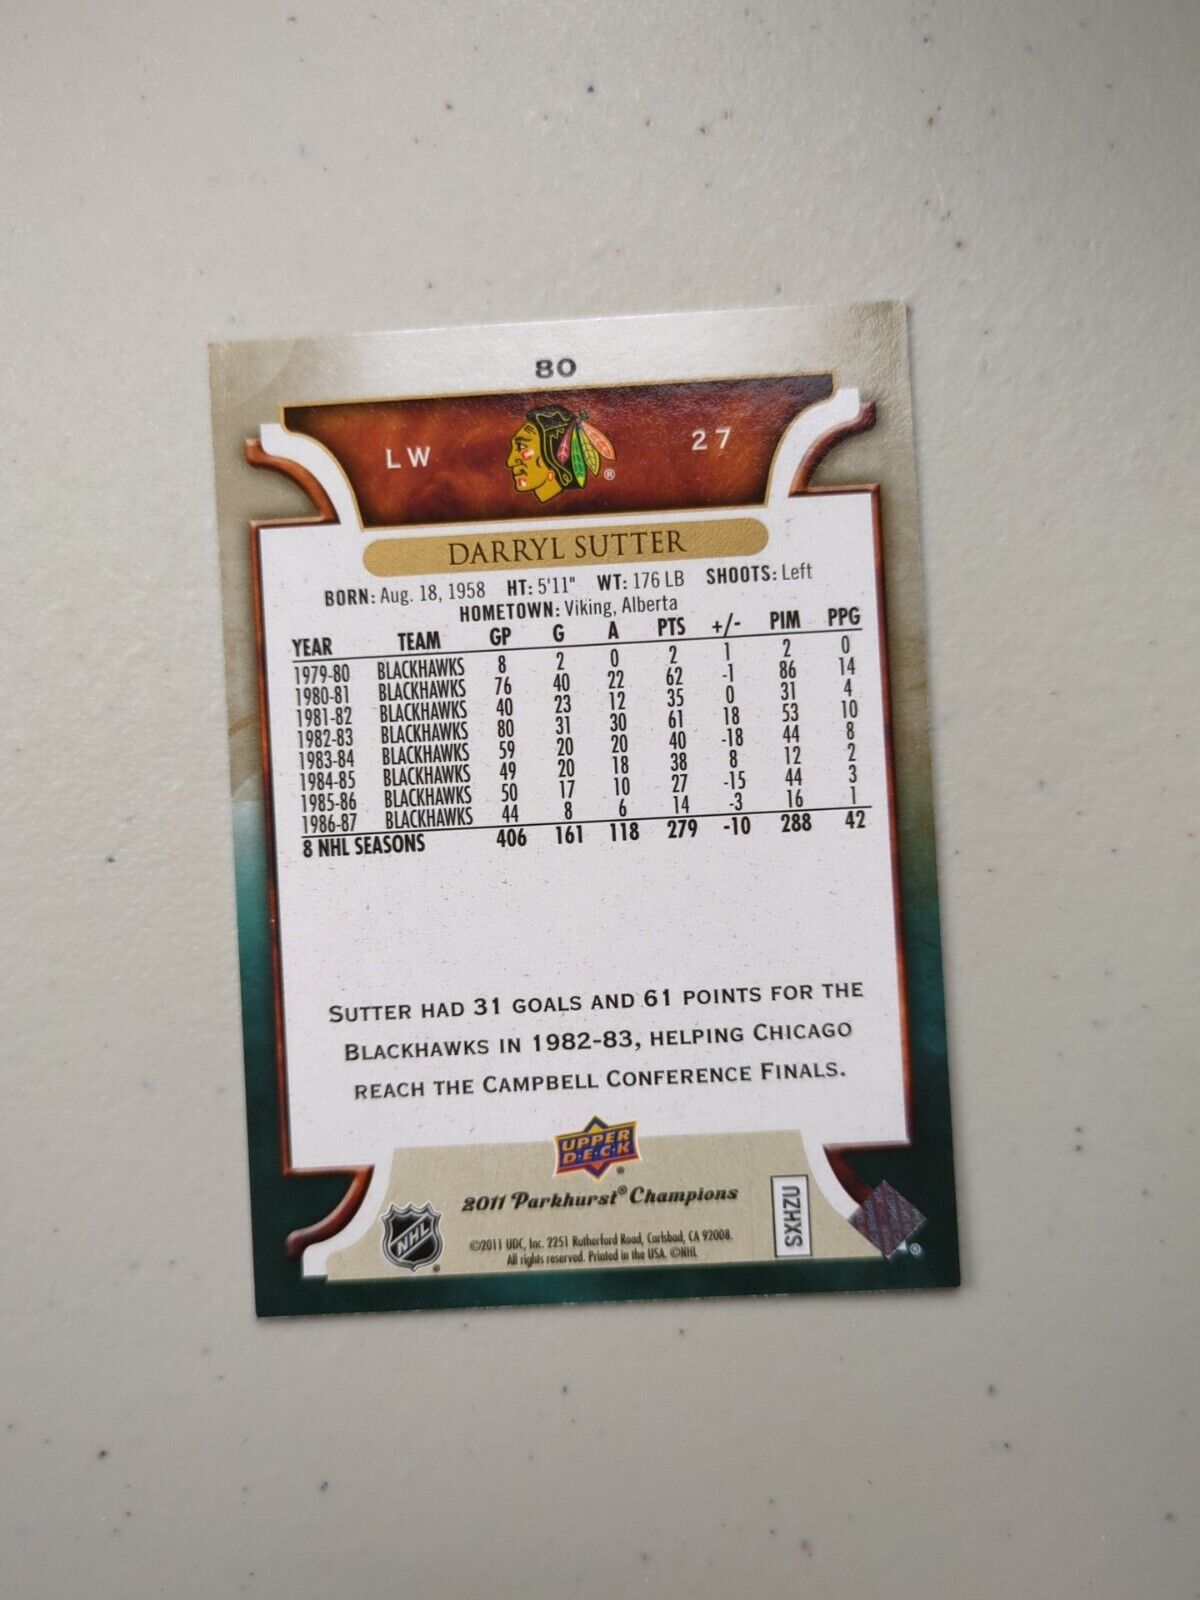 80
LW 27
®
DARRYL SUTTER
BORN: Aug. 18, 1958 HT: 5'11" WT: 176 LB SHOOTS: Left
HOMETOWN: Viking, Alberta
YEAR TEAM GP G A PTS +/- PIM PPG
1979-80 BLACKHAWKS 8 2 0 2 1 2 0
1980-81 BLACKHAWKS 76 40 22 62 -1 86 14
1981-82 BLACKHAWKS 40 23 12 35 0 31 4
1982-83 BLACKHAWKS 80 31 30 61 18 53 10
1983-84 BLACKHAWKS 59 20 20 40 -18 44 8
1984-85 BLACKHAWKS 49 20 18 38 8 12 2
1985-86 BLACKHAWKS 50 17 10 27 -15 44 3
1986-87 BLACKHAWKS 44 8 6 14 -3 16 1
8 NHL SEASONS 406 161 118 279 -10 288 42
SUTTER HAD 31 GOALS AND 61 POINTS FOR THE
BLACKHAWKS IN 1982-83, HELPING CHICAGO
REACH THE CAMPBELL CONFERENCE FINALS.
UPPER
D·E·C·K
®
2011 Parkhurst® Champions
©2011 UDC, Inc. 2251 Rutherford Road, Carlsbad, CA 92008.
All rights reserved. Printed in the USA. ©NHL
NHL
®
SXHZU
®